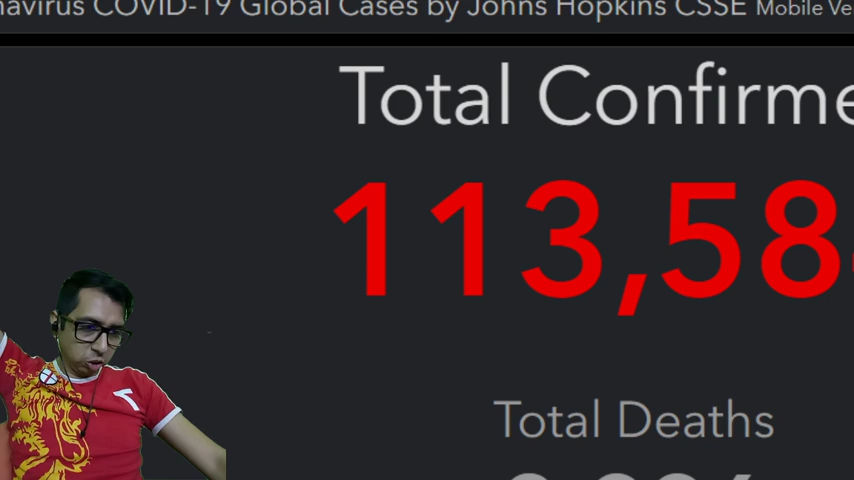 navirus COVID-19 Global Cases by Johns Hopkins CSSE Mobile Ve
Total Confirme
113,58
Total Deaths